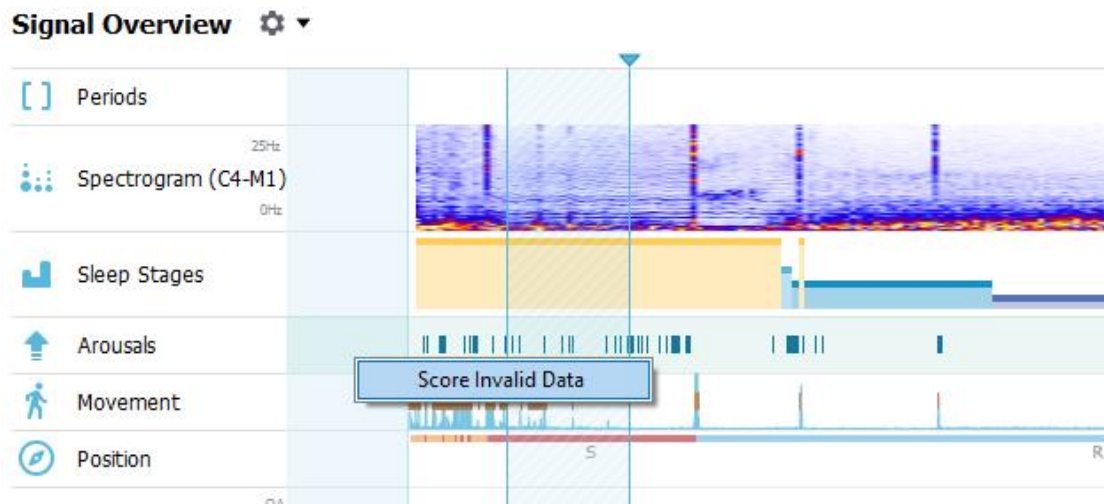 Signal Overview
Periods
25Hz
Spectrogram (C4-M1)
0Hz
Sleep Stages
Arousals
Score Invalid Data
Movement
Position
S
R